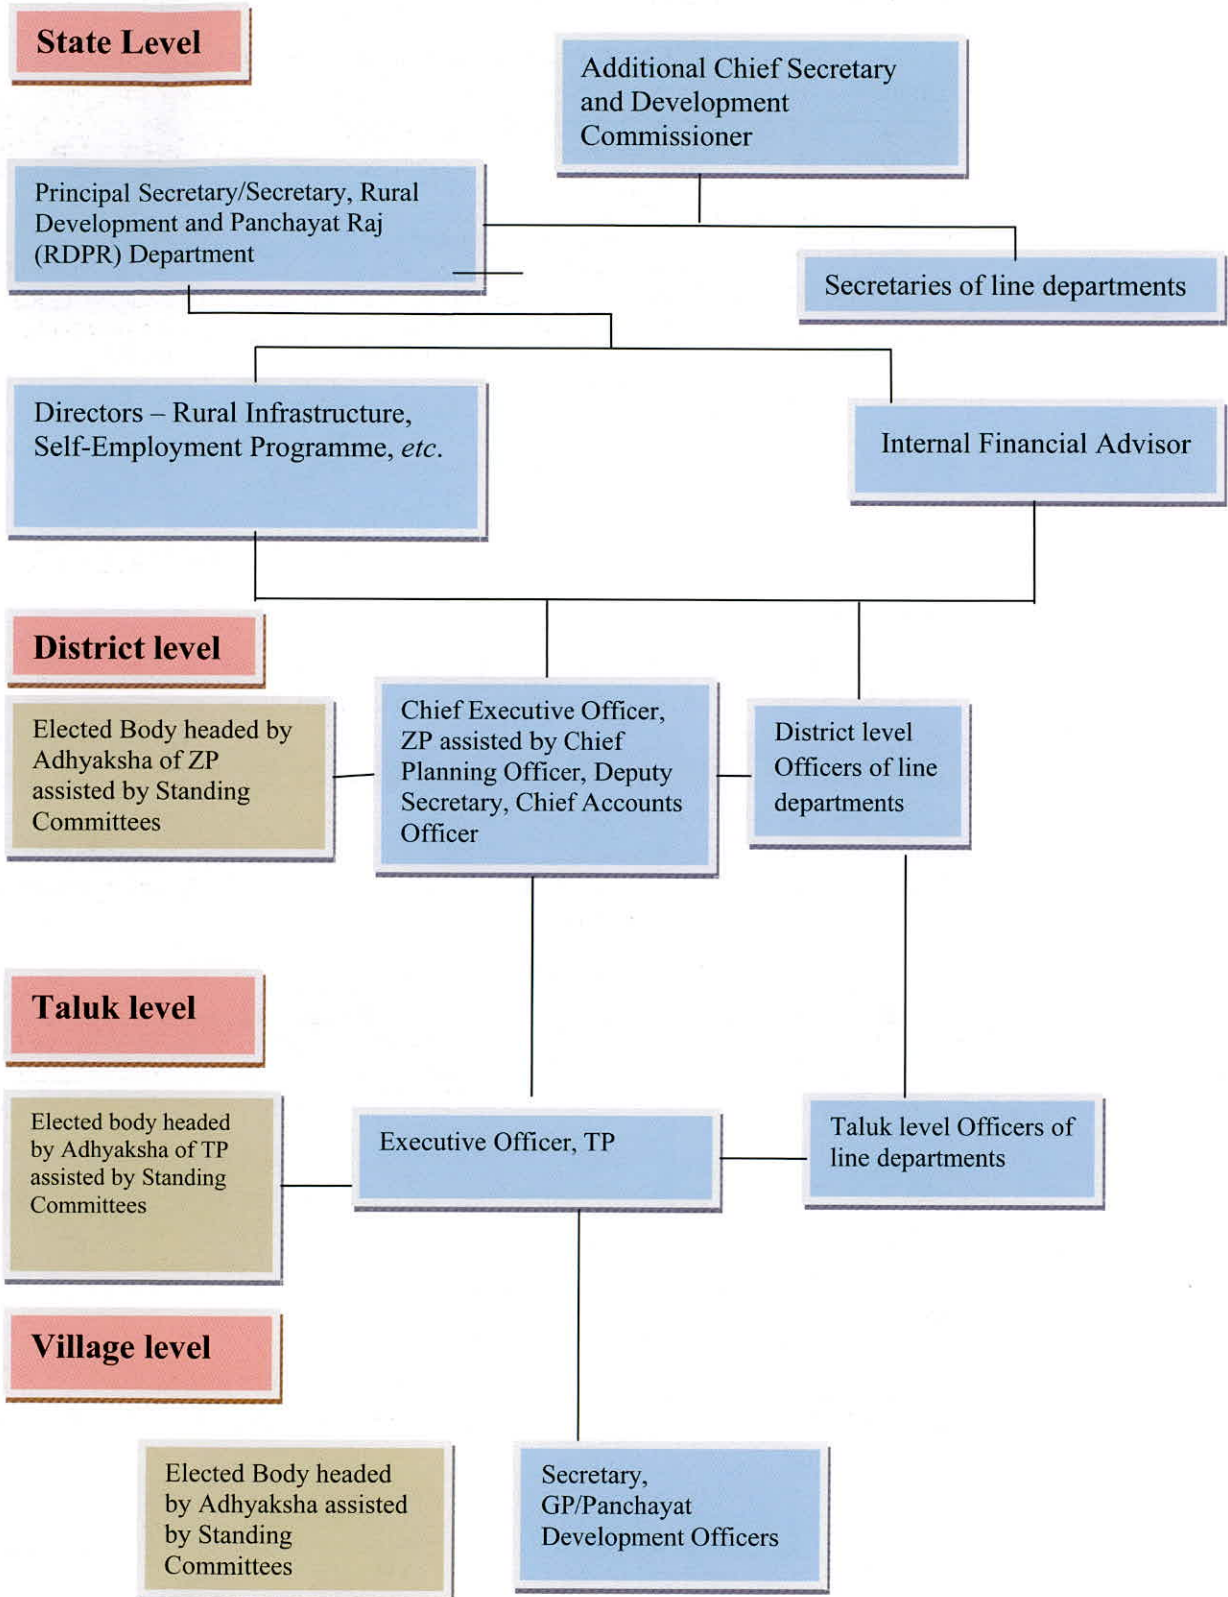 State Level
Additional Chief Secretary
and Development
Commissioner
Principal Secretary/Secretary, Rural
Development and Panchayat Raj
(RDPR) Department
Secretaries of line departments
Directors – Rural Infrastructure,
Self-Employment Programme, etc.
Internal Financial Advisor
District level
Elected Body headed by
Adhyaksha of ZP
assisted by Standing
Committees
Chief Executive Officer,
ZP assisted by Chief
Planning Officer, Deputy
Secretary, Chief Accounts
Officer
District level
Officers of line
departments
Taluk level
Elected body headed
by Adhyaksha of TP
assisted by Standing
Committees
Executive Officer, TP
Taluk level Officers of
line departments
Village level
Elected Body headed
by Adhyaksha assisted
by Standing
Committees
Secretary,
GP/Panchayat
Development Officers